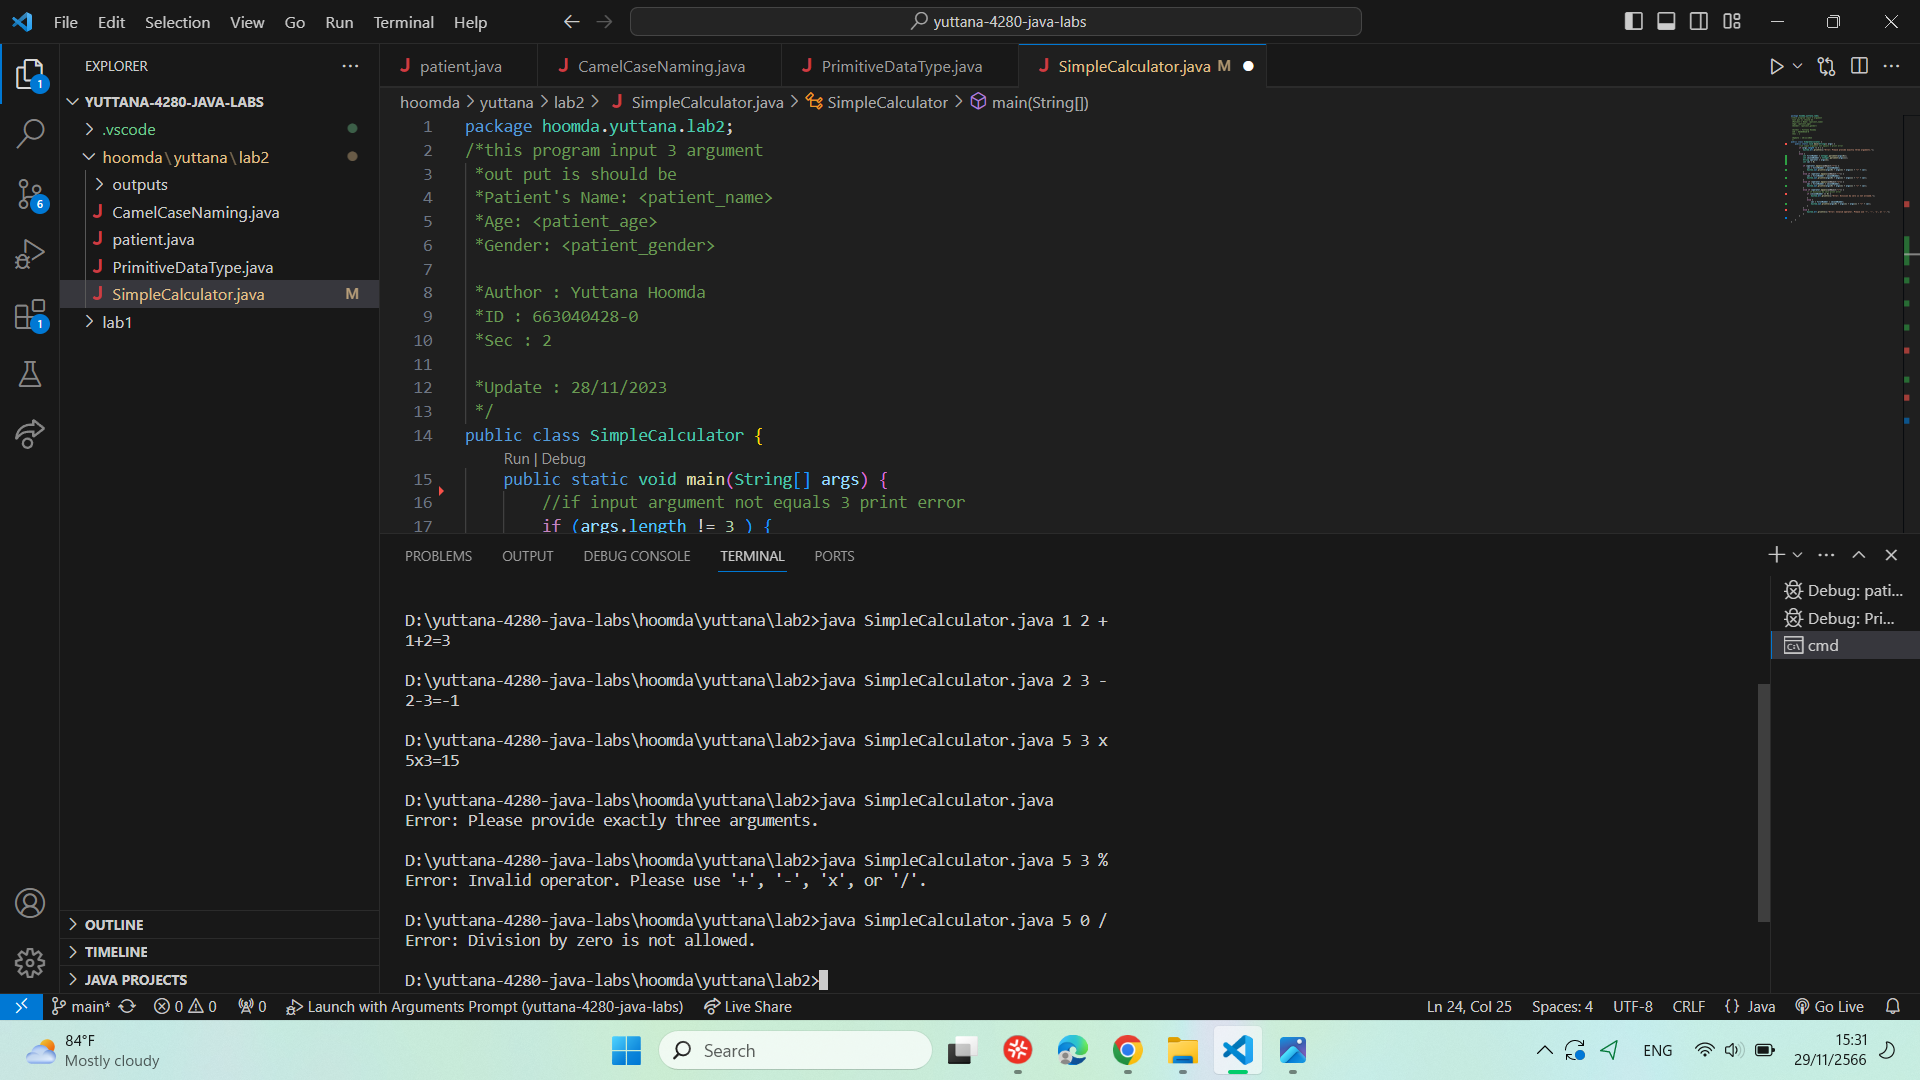 File Edit Selection View Go Run Terminal Help
yuttana-4280-java-labs
EXPLORER
YUTTANA-4280-JAVA-LABS
.vscode
hoomda\yuttana\lab2
outputs
CamelCaseNaming.java
patient.java
PrimitiveDataType.java
SimpleCalculator.java M
lab1
OUTLINE
TIMELINE
JAVA PROJECTS
1
6
1
patient.java CamelCaseNaming.java PrimitiveDataType.java SimpleCalculator.java M
hoomda > yuttana > lab2 > SimpleCalculator.java > SimpleCalculator > main(String[])
1 package hoomda.yuttana.lab2;
2 /*this program input 3 argument
3 *out put is should be
4 *Patient's Name: <patient_name>
5 *Age: <patient_age>
6 *Gender: <patient_gender>
7
8 *Author : Yuttana Hoomda
9 *ID : 663040428-0
10 *Sec : 2
11
12 *Update : 28/11/2023
13 */
14 public class SimpleCalculator {
Run | Debug
15 public static void main(String[] args) {
16 //if input argument not equals 3 print error
17 if (args.length != 3 ) {
PROBLEMS OUTPUT DEBUG CONSOLE TERMINAL PORTS
D:\yuttana-4280-java-labs\hoomda\yuttana\lab2>java SimpleCalculator.java 1 2 +
1+2=3
D:\yuttana-4280-java-labs\hoomda\yuttana\lab2>java SimpleCalculator.java 2 3 -
2-3=-1
D:\yuttana-4280-java-labs\hoomda\yuttana\lab2>java SimpleCalculator.java 5 3 x
5x3=15
D:\yuttana-4280-java-labs\hoomda\yuttana\lab2>java SimpleCalculator.java
Error: Please provide exactly three arguments.
D:\yuttana-4280-java-labs\hoomda\yuttana\lab2>java SimpleCalculator.java 5 3 %
Error: Invalid operator. Please use '+', '-', 'x', or '/'.
D:\yuttana-4280-java-labs\hoomda\yuttana\lab2>java SimpleCalculator.java 5 0 /
Error: Division by zero is not allowed.
D:\yuttana-4280-java-labs\hoomda\yuttana\lab2>
Debug: pati...
Debug: Pri...
cmd
main* 0 0 0 Launch with Arguments Prompt (yuttana-4280-java-labs) Live Share Ln 24, Col 25 Spaces: 4 UTF-8 CRLF {} Java Go Live
84°F
Mostly cloudy
Search
ENG
15:31
29/11/2566